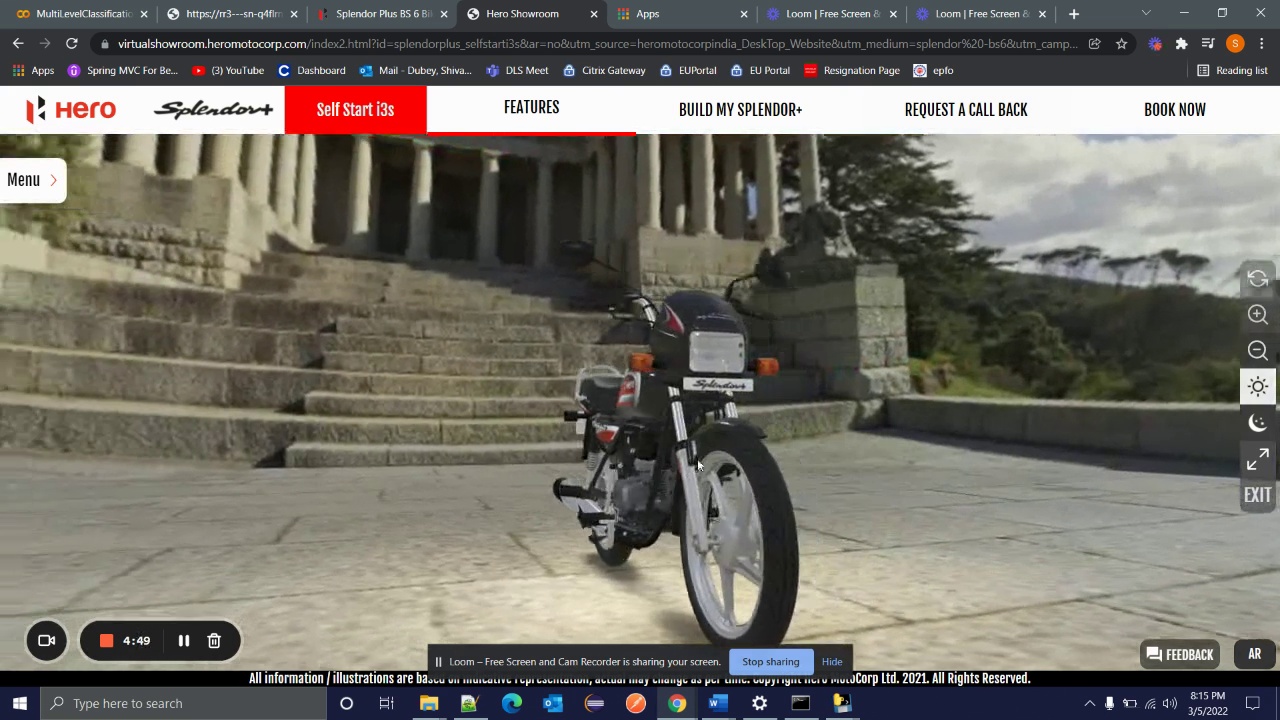 MultiLevelClassificatio
https://rr3---sn-q4flrn
Splendor Plus BS 6 Bik
Hero Showroom
Apps
Loom | Free Screen &
Loom | Free Screen &
virtualshowroom.heromotocorp.com/index2.html?id=splendorplus_selfstarti3s&at=no&utm_source=heromotocorpindia_DeskTop_Website&utm_medium=splendor%20-bs6&utm_camp...
S
Apps
Spring MVC For Be...
(3) YouTube
Dashboard
Mail - Dubey, Shiva...
DLS Meet
Citrix Gateway
EUPortal
EU Portal
Resignation Page
epfo
Reading list
HERO
Splendor+
Self Start i3s
FEATURES
BUILD MY SPLENDOR+
REQUEST A CALL BACK
BOOK NOW
Menu
Splendor+
EXIT
4:49
Loom – Free Screen and Cam Recorder is sharing your screen.
Stop sharing
Hide
FEEDBACK
AR
All information / illustrations are based on indicative representation, actual may change as per time. Copyright Hero MotoCorp Ltd. 2021. All Rights Reserved.
Type here to search
8:15 PM
3/5/2022